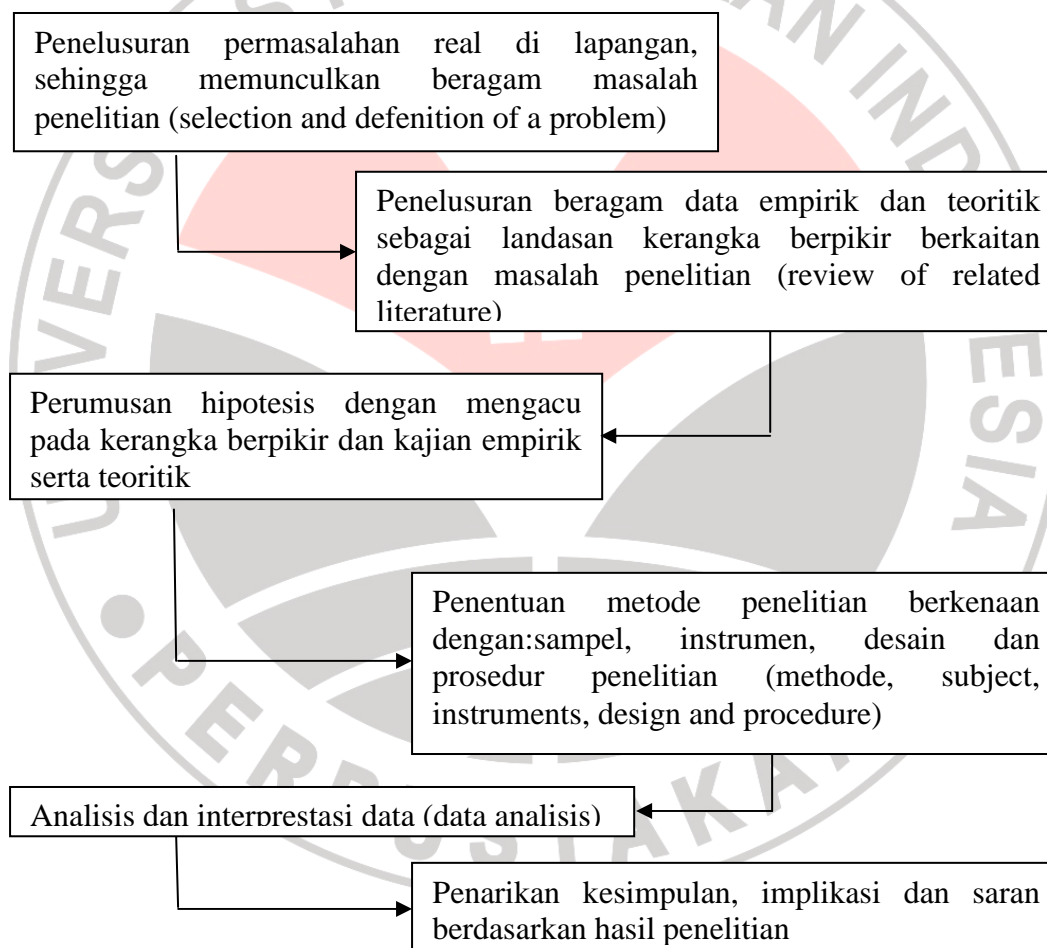 Penelusuran permasalahan real di lapangan,
sehingga memunculkan beragam masalah
penelitian (selection and defenition of a problem)
Penelusuran beragam data empirik dan teoritik
sebagai landasan kerangka berpikir berkaitan
dengan masalah penelitian (review of related
literature)
Perumusan hipotesis dengan mengacu
pada kerangka berpikir dan kajian empirik
serta teoritik
Penentuan metode penelitian berkenaan
dengan:sampel, instrumen, desain dan
prosedur penelitian (methode, subject,
instruments, design and procedure)
Analisis dan interprestasi data (data analisis)
Penarikan kesimpulan, implikasi dan saran
berdasarkan hasil penelitian